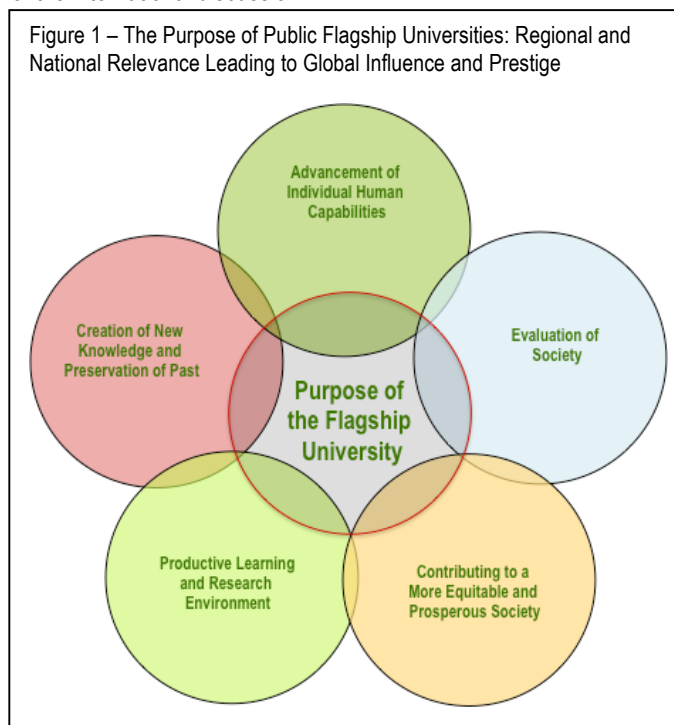 Figure 1 – The Purpose of Public Flagship Universities: Regional and
National Relevance Leading to Global Influence and Prestige
Advancement of
Individual Human
Capabilities
Creation of New
Knowledge and
Preservation of Past
Evaluation of
Society
Purpose of
the Flagship
University
Productive Learning
and Research
Environment
Contributing to a
More Equitable and
Prosperous Society